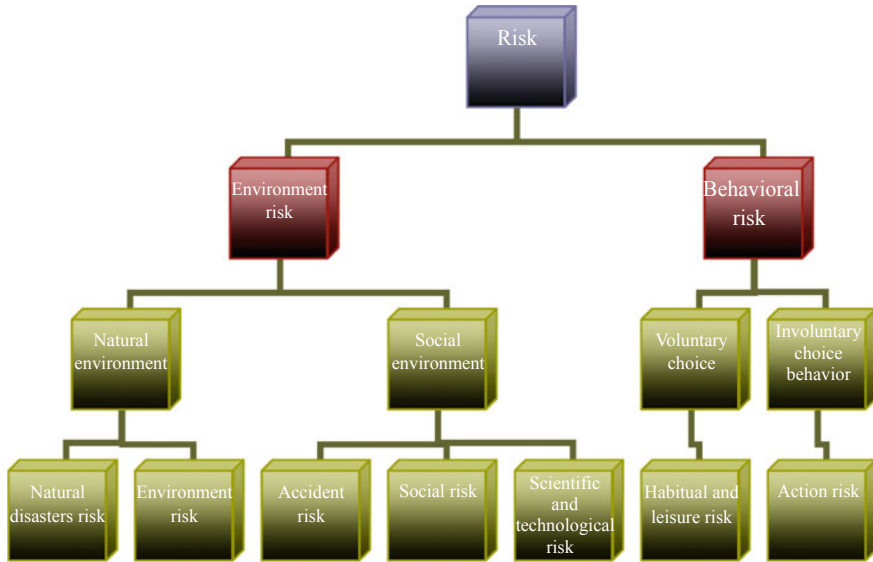 Risk
Environment
risk
Behavioral
risk
Natural
environment
Social
environment
Voluntary
choice
Involuntary
choice
behavior
Natural
disasters risk
Environment
risk
Accident
risk
Social risk
Scientific
and
technological
risk
Habitual and
leisure risk
Action risk